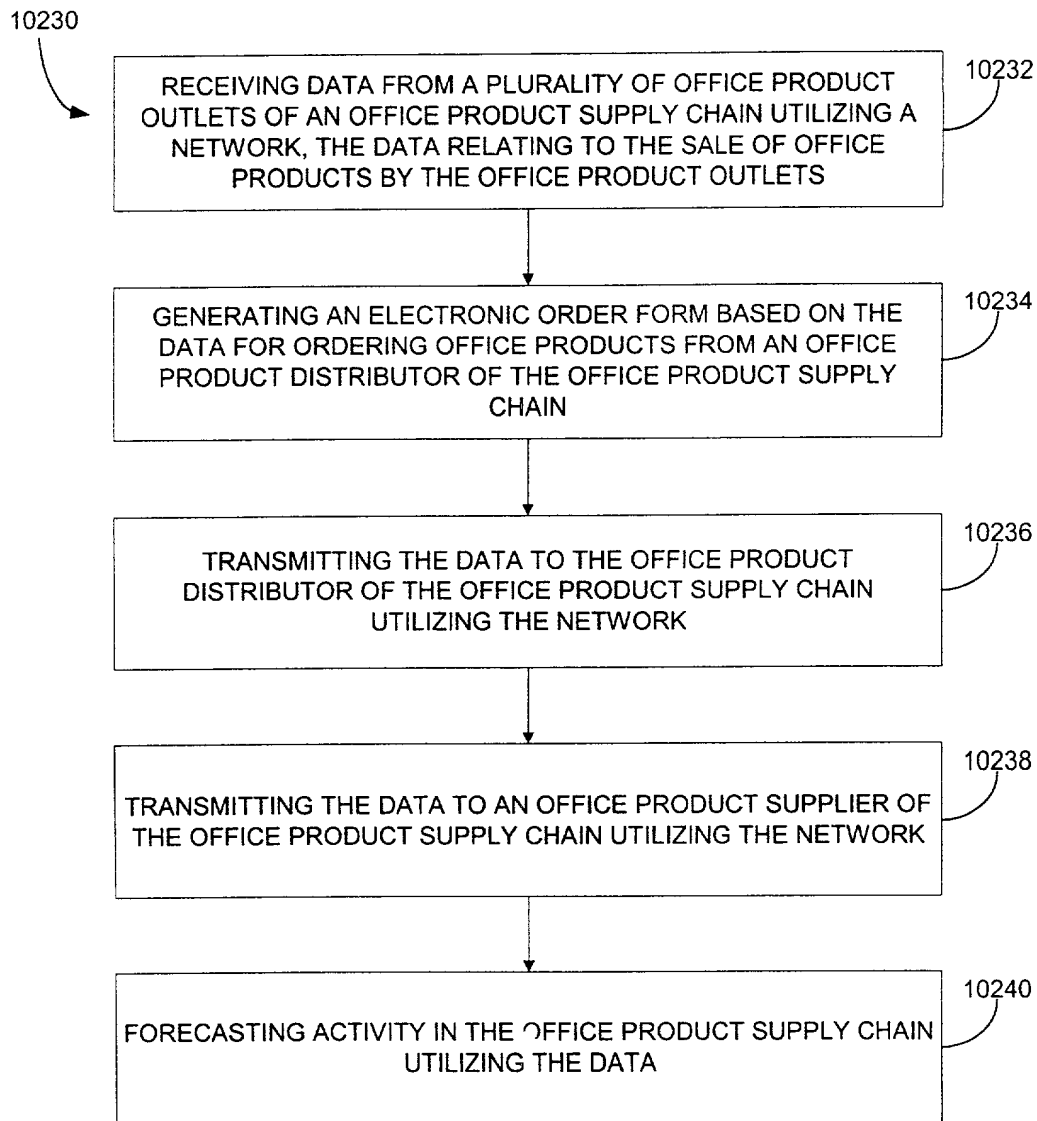 10230
RECEIVING DATA FROM A PLURALITY OF OFFICE PRODUCT
OUTLETS OF AN OFFICE PRODUCT SUPPLY CHAIN UTILIZING A
NETWORK, THE DATA RELATING TO THE SALE OF OFFICE
PRODUCTS BY THE OFFICE PRODUCT OUTLETS
10232
GENERATING AN ELECTRONIC ORDER FORM BASED ON THE
DATA FOR ORDERING OFFICE PRODUCTS FROM AN OFFICE
PRODUCT DISTRIBUTOR OF THE OFFICE PRODUCT SUPPLY
CHAIN
10234
TRANSMITTING THE DATA TO THE OFFICE PRODUCT
DISTRIBUTOR OF THE OFFICE PRODUCT SUPPLY CHAIN
UTILIZING THE NETWORK
10236
TRANSMITTING THE DATA TO AN OFFICE PRODUCT SUPPLIER OF
THE OFFICE PRODUCT SUPPLY CHAIN UTILIZING THE NETWORK
10238
FORECASTING ACTIVITY IN THE OFFICE PRODUCT SUPPLY CHAIN
UTILIZING THE DATA
10240